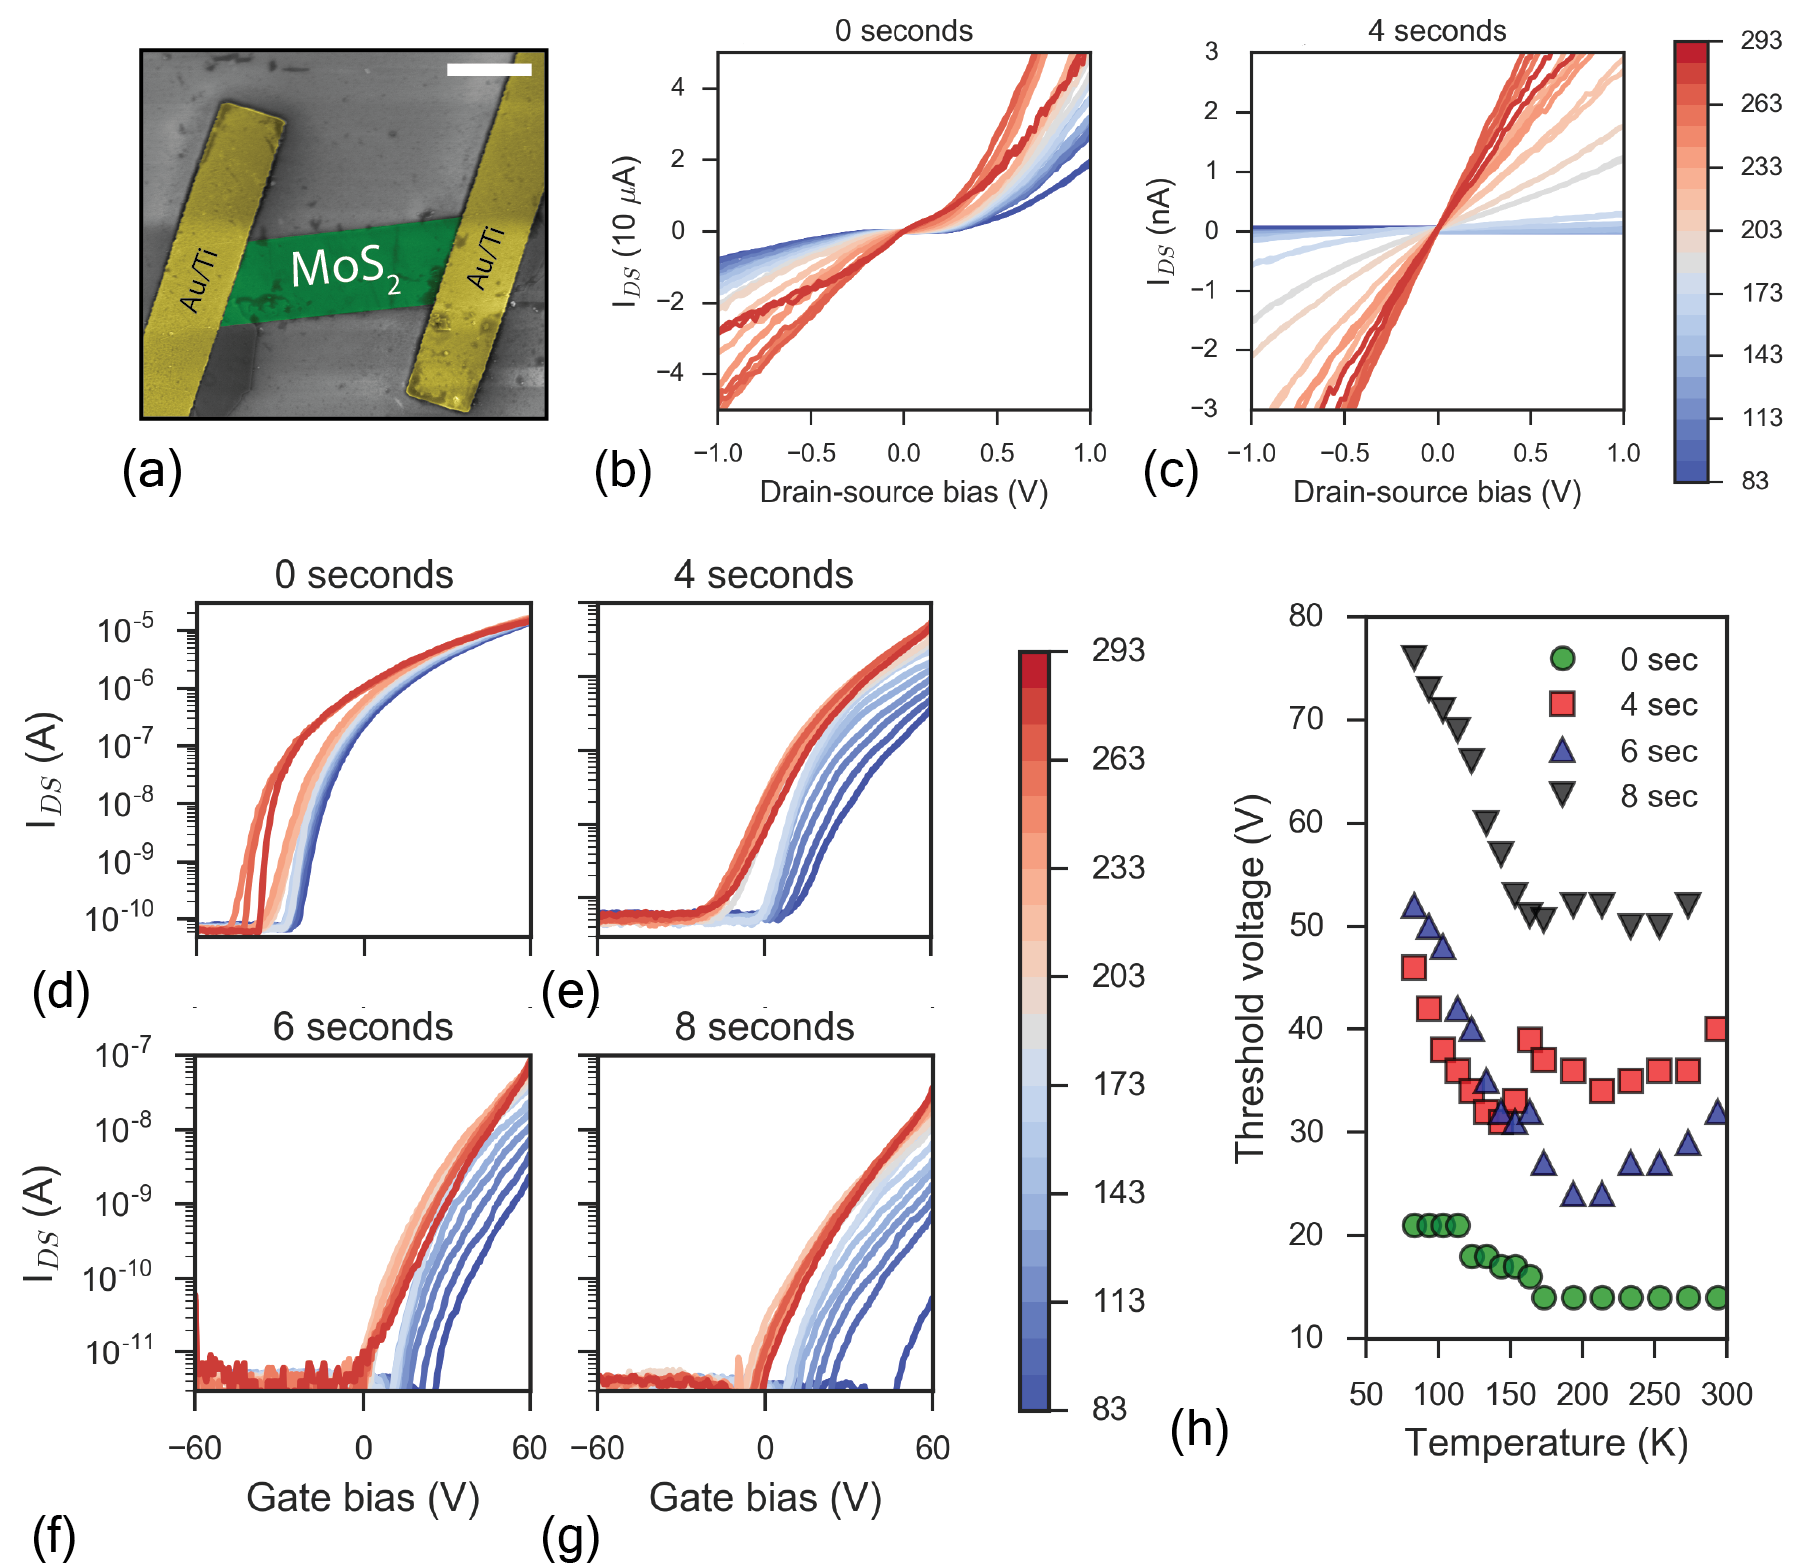 0 seconds
4 seconds
Au/Ti
MoS2
Au/Ti
4
2
0
−2
−4
IDS (10 μA)
−1.0 −0.5 0.0 0.5 1.0
Drain-source bias (V)
3
2
1
0
−1
−2
−3
IDS (nA)
−1.0 −0.5 0.0 0.5 1.0
Drain-source bias (V)
293
263
233
203
173
143
113
83
(a)
(b)
(c)
0 seconds
4 seconds
10-5
10-6
10-7
10-8
10-9
10-10
IDS (A)
(d)
(e)
6 seconds
8 seconds
10-7
10-8
10-9
10-10
10-11
IDS (A)
−60 0 60
−60 0 60
Gate bias (V)
Gate bias (V)
(f)
(g)
293
263
233
203
173
143
113
83
80
70
60
50
40
30
20
10
Threshold voltage (V)
0 sec
4 sec
6 sec
8 sec
50 100 150 200 250 300
Temperature (K)
(h)